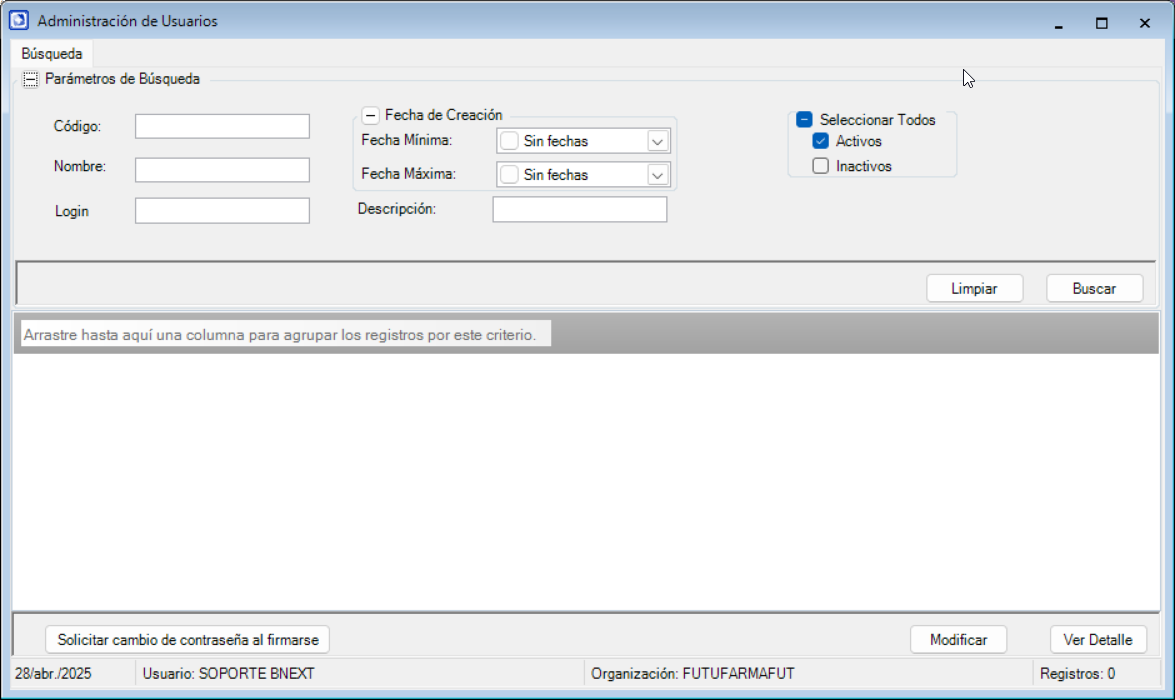 Administración de Usuarios
Búsqueda
Parámetros de Búsqueda
Código:
Nombre:
Login
Fecha de Creación
Fecha Mínima: Sin fechas
Fecha Máxima: Sin fechas
Descripción:
Seleccionar Todos
Activos
Inactivos
Limpiar Buscar
Arrastre hasta aquí una columna para agrupar los registros por este criterio.
Solicitar cambio de contraseña al firmarse Modificar Ver Detalle
28/abr./2025 Usuario: SOPORTE BNEXT Organización: FUTUFARMAFUT Registros: 0